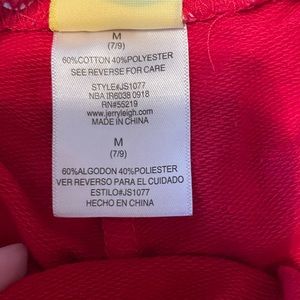 M
(7/9)
60%COTTON 40%POLYESTER
SEE REVERSE FOR CARE
STYLE#JS1077
NBA IR6038 0918
RN#55219
www.jerryleigh.com
MADE IN CHINA
M
(7/9)
60%ALGODON 40%POLIESTER
VER REVERSO PARA EL CUIDADO
ESTILO#JS1077
HECHO EN CHINA